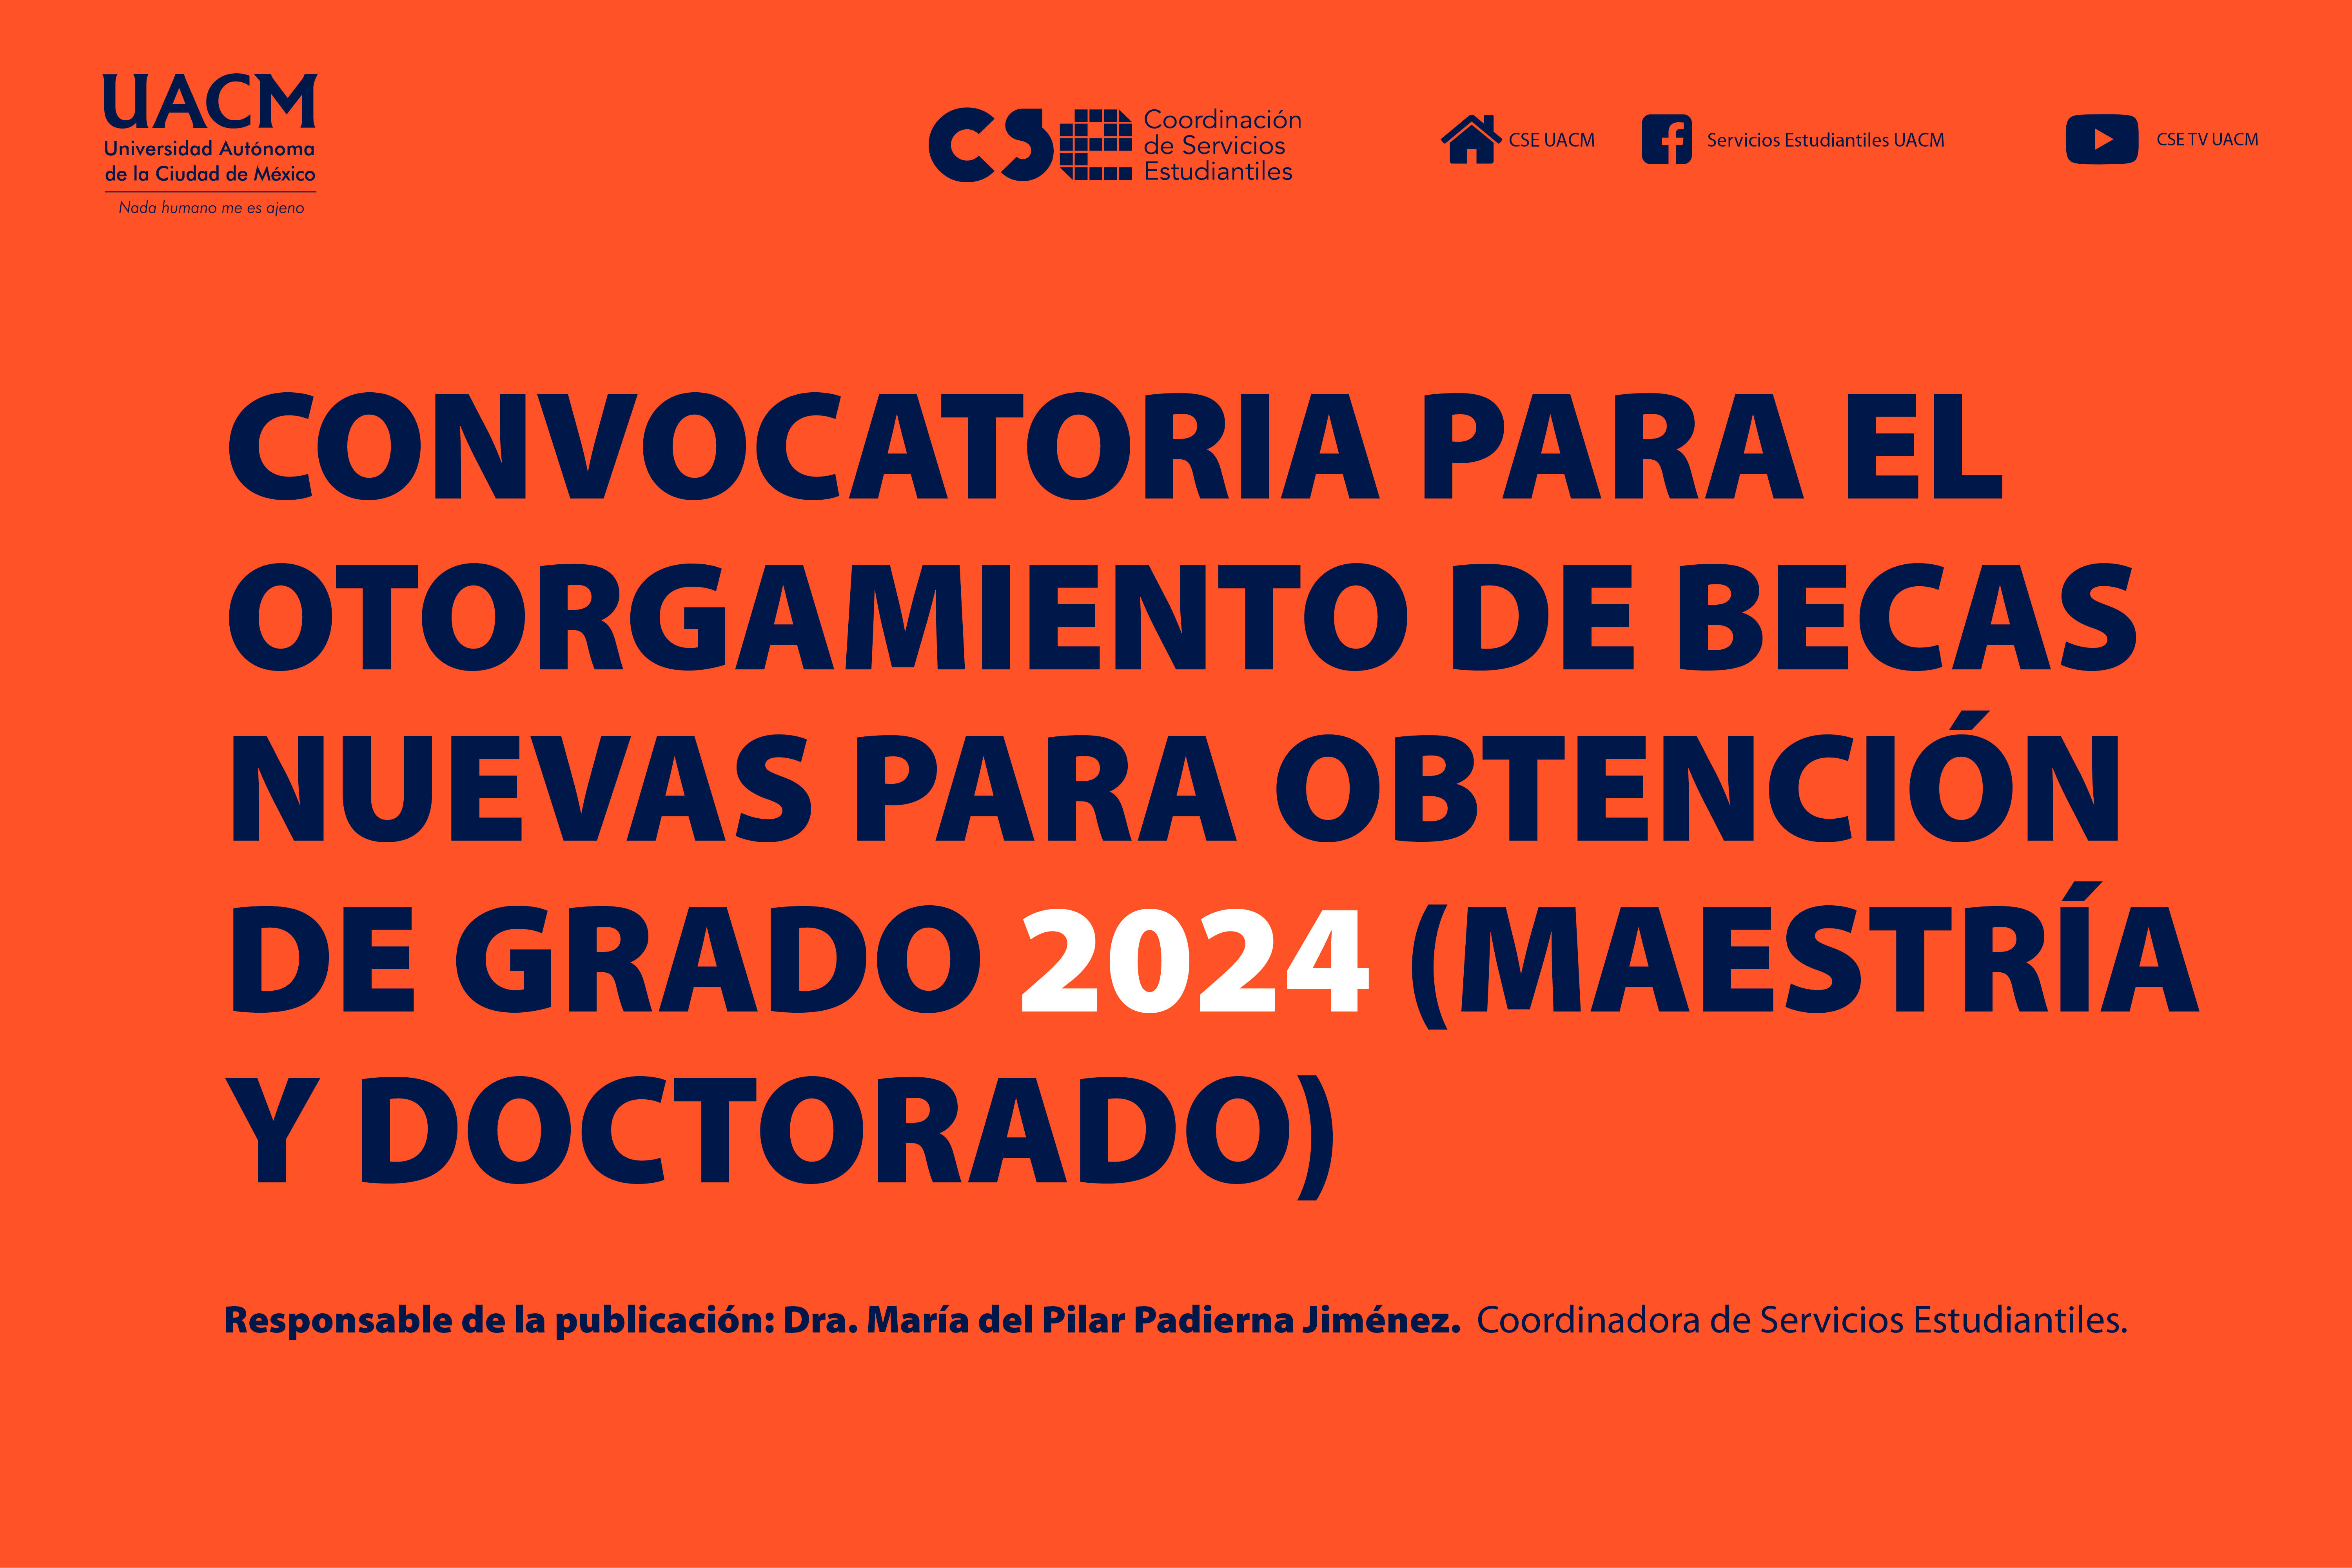 UACM
Universidad Autónoma
de la Ciudad de México
Nada humano me es ajeno
cse
Coordinación
de Servicios
Estudiantiles
CSE UACM
Servicios Estudiantiles UACM
CSE TV UACM
CONVOCATORIA PARA EL
OTORGAMIENTO DE BECAS
NUEVAS PARA OBTENCIÓN
DE GRADO 2024 (MAESTRÍA
Y DOCTORADO)
Responsable de la publicación: Dra. María del Pilar Padierna Jiménez. Coordinadora de Servicios Estudiantiles.